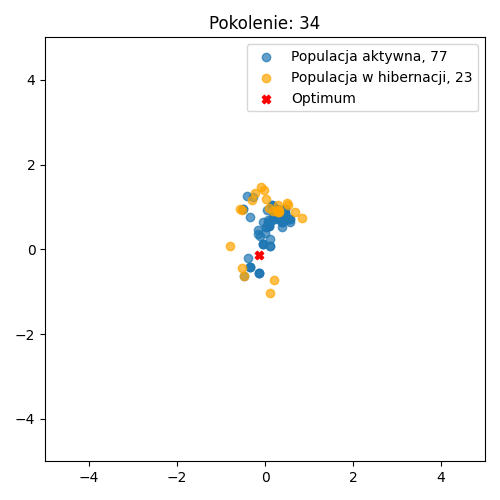 Pokolenie: 34
Populacja aktywna, 77
Populacja w hibernacji, 23
Optimum
4
2
0
−2
−4
−4
−2
0
2
4